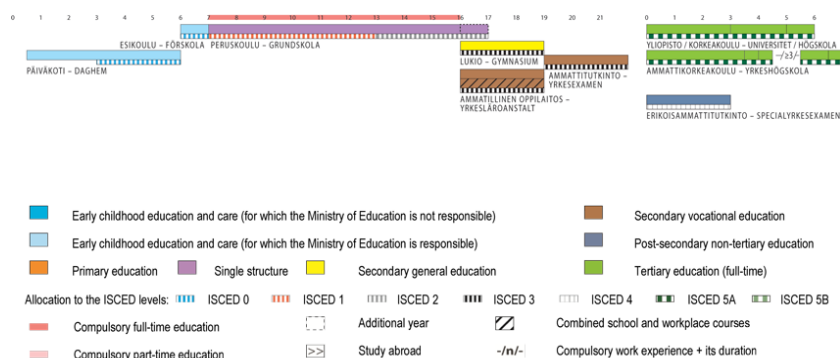 0 1 2 3 4 5 6 7 8 9 10 11 12 13 14 15 16 17 18 19 20 21 0 1 2 3 4 5 6
ESIKOULU – FÖRSKOLA PERUSKOULU – GRUNDSKOLA
YLIOPISTO / KORKEAKOULU – UNIVERSITET / HÖGSKOLA
LUKIO – GYMNASIUM
-/≥3/-
PÄIVÄKOTI – DAGHEM
AMMATTITUTKINTO –
YRKESEXAMEN
AMMATTIKORKEAKOULU – YRKESHÖGSKOLA
AMMATILLINEN OPPILAITOS –
YRKESLÄROANSTALT
ERIKOISAMMATTITUTKINTO – SPECIALYRKESEXAMEN
Early childhood education and care (for which the Ministry of Education is not responsible)
Secondary vocational education
Early childhood education and care (for which the Ministry of Education is responsible)
Post-secondary non-tertiary education
Primary education Single structure Secondary general education Tertiary education (full-time)
Allocation to the ISCED levels: ISCED 0 ISCED 1 ISCED 2 ISCED 3 ISCED 4 ISCED 5A ISCED 5B
Compulsory full-time education Additional year Combined school and workplace courses
Compulsory part-time education >> Study abroad -/n/- Compulsory work experience + its duration